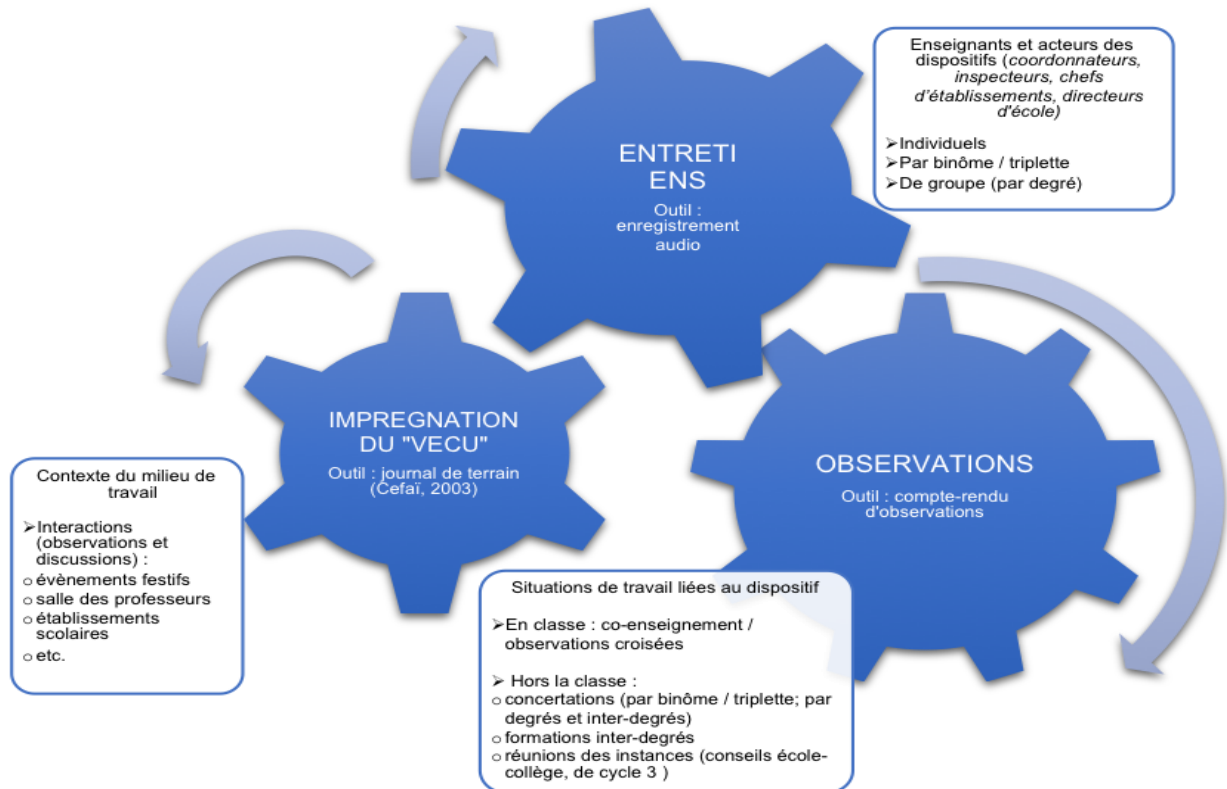 Enseignants et acteurs des
dispositifs (coordonnateurs,
inspecteurs, chefs
d'établissements, directeurs
d'école)
➢Individuels
➢Par binôme / triplette
➢De groupe (par degré)
ENTRETI
ENS
Outil :
enregistrement
audio
IMPREGNATION
DU "VECU"
Outil : journal de terrain
(Cefaï, 2003)
OBSERVATIONS
Outil : compte-rendu
d'observations
Contexte du milieu de
travail
➢Interactions
(observations et
discussions) :
o évènements festifs
o salle des professeurs
o établissements
scolaires
o etc.
Situations de travail liées au dispositif
➢En classe : co-enseignement /
observations croisées
➢ Hors la classe :
o concertations (par binôme / triplette; par
degrés et inter-degrés)
o formations inter-degrés
o réunions des instances (conseils école-
collège, de cycle 3 )